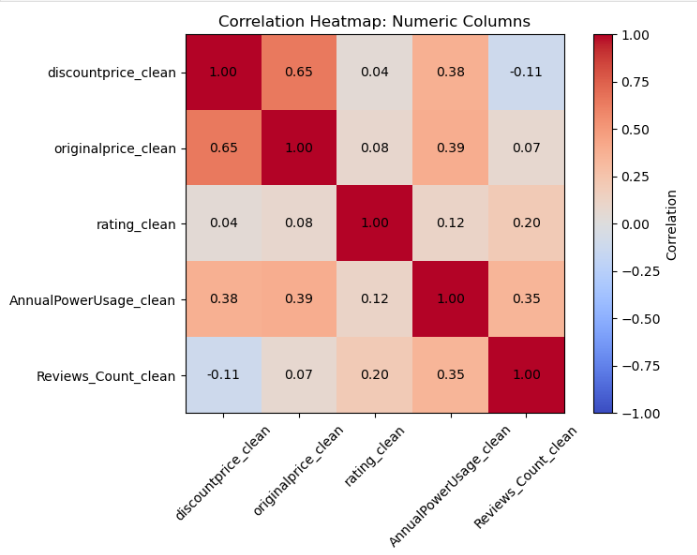 Correlation Heatmap: Numeric Columns
discountprice_clean 1.00 0.65 0.04 0.38 -0.11
originalprice_clean 0.65 1.00 0.08 0.39 0.07
rating_clean 0.04 0.08 1.00 0.12 0.20
AnnualPowerUsage_clean 0.38 0.39 0.12 1.00 0.35
Reviews_Count_clean -0.11 0.07 0.20 0.35 1.00
discountprice_clean
originalprice_clean
rating_clean
AnnualPowerUsage_clean
Reviews_Count_clean
1.00
0.75
0.50
0.25
0.00
−0.25
−0.50
−0.75
−1.00
Correlation